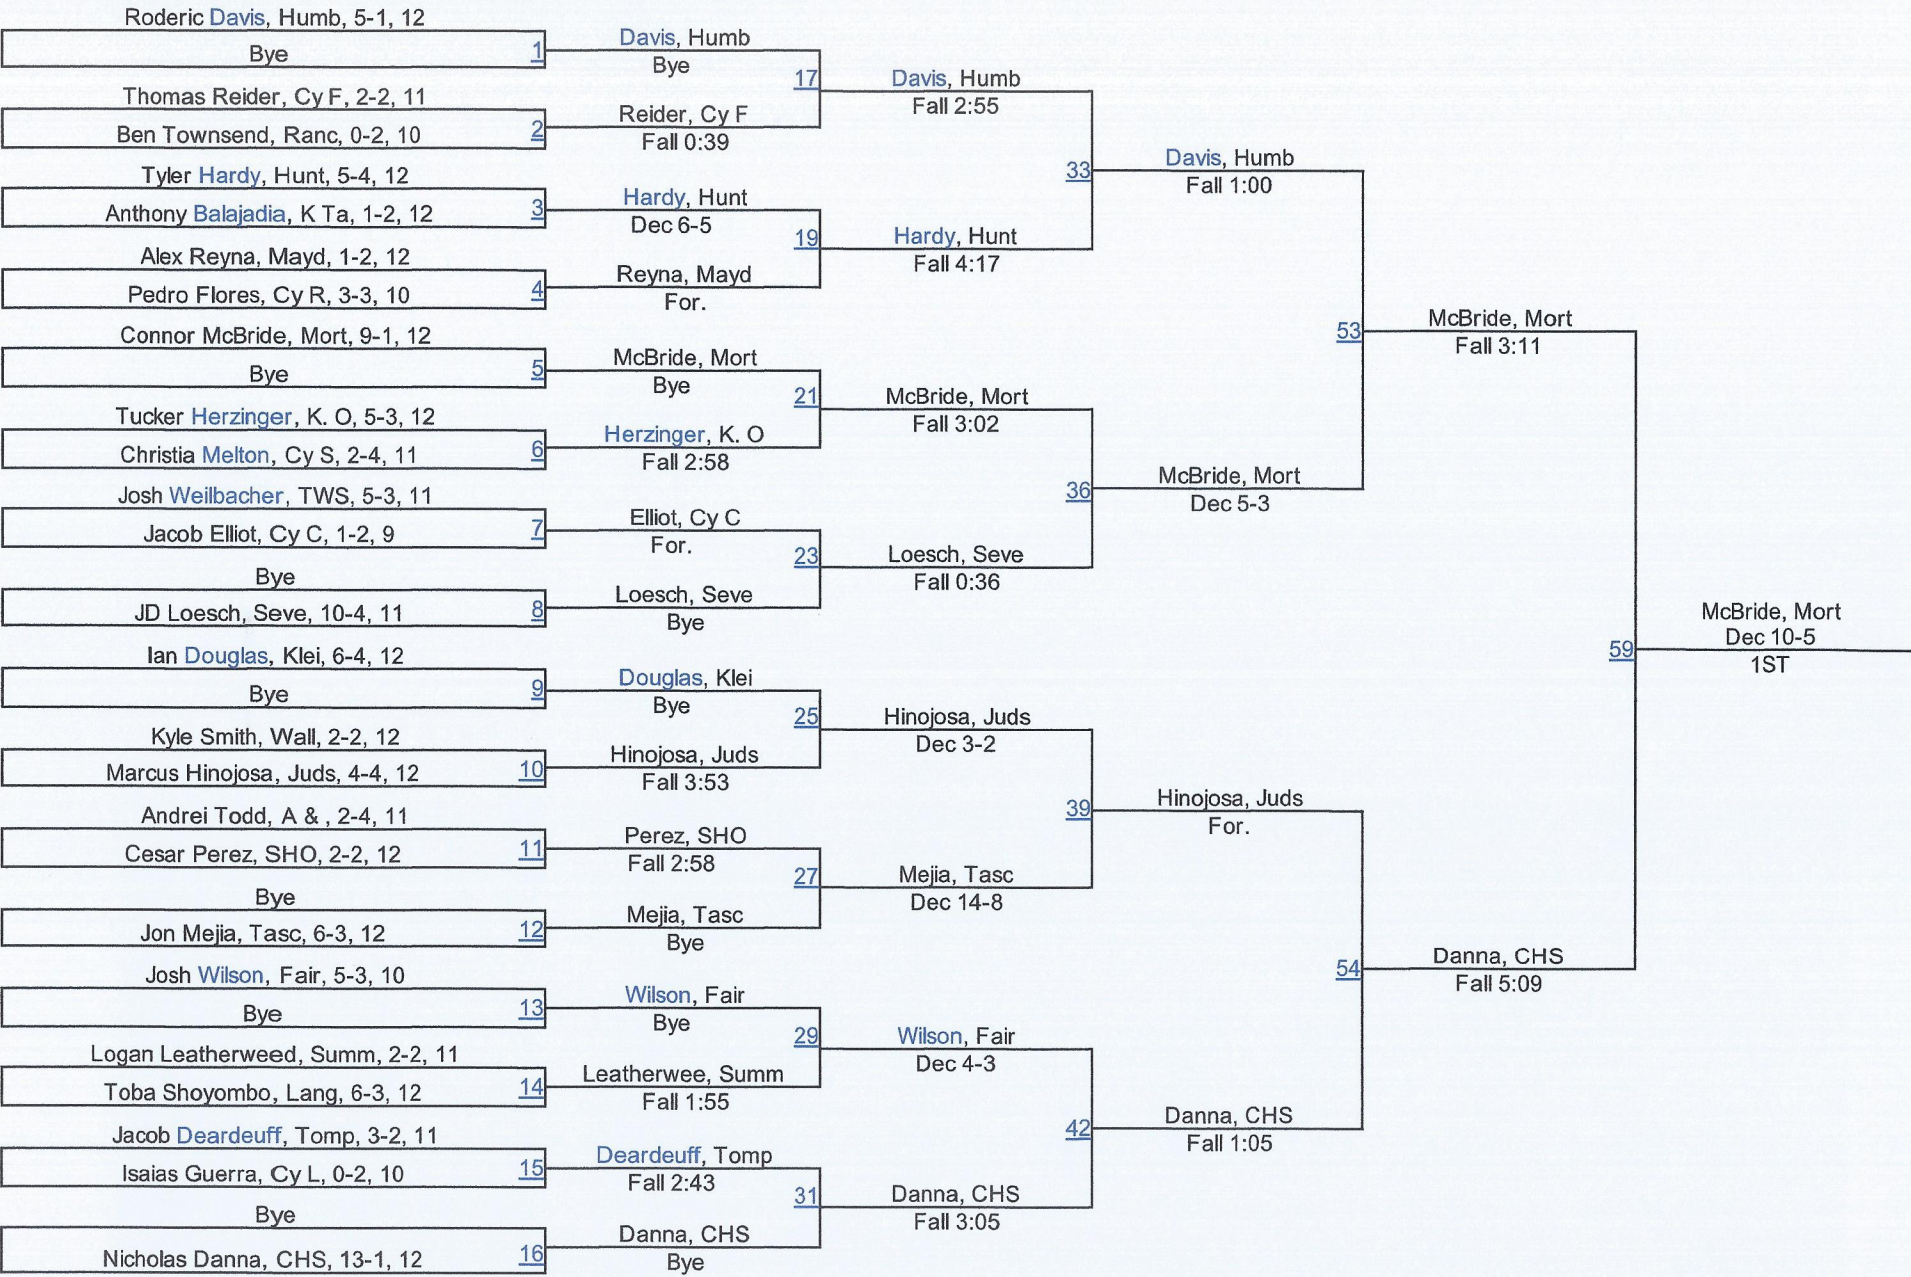 Roderic Davis, Humb, 5-1, 12
Bye
1
Thomas Reider, Cy F, 2-2, 11
Ben Townsend, Ranc, 0-2, 10
2
Tyler Hardy, Hunt, 5-4, 12
Anthony Balajadia, K Ta, 1-2, 12
3
Alex Reyna, Mayd, 1-2, 12
Pedro Flores, Cy R, 3-3, 10
4
Connor McBride, Mort, 9-1, 12
Bye
5
Tucker Herzinger, K. O, 5-3, 12
Christia Melton, Cy S, 2-4, 11
6
Josh Weilbacher, TWS, 5-3, 11
Jacob Elliot, Cy C, 1-2, 9
7
Bye
JD Loesch, Seve, 10-4, 11
8
Ian Douglas, Klei, 6-4, 12
Bye
9
Kyle Smith, Wall, 2-2, 12
Marcus Hinojosa, Juds, 4-4, 12
10
Andrei Todd, A & , 2-4, 11
Cesar Perez, SHO, 2-2, 12
11
Bye
Jon Mejia, Tasc, 6-3, 12
12
Josh Wilson, Fair, 5-3, 10
Bye
13
Logan Leatherweed, Summ, 2-2, 11
Toba Shoyombo, Lang, 6-3, 12
14
Jacob Deardeuff, Tomp, 3-2, 11
Isaias Guerra, Cy L, 0-2, 10
15
Bye
Nicholas Danna, CHS, 13-1, 12
16
Davis, Humb
Bye
17
Reider, Cy F
Fall 0:39
Hardy, Hunt
Dec 6-5
19
Reyna, Mayd
For.
McBride, Mort
Bye
21
Herzinger, K. O
Fall 2:58
Elliot, Cy C
For.
23
Loesch, Seve
Bye
Douglas, Klei
Bye
25
Hinojosa, Juds
Fall 3:53
Perez, SHO
Fall 2:58
27
Mejia, Tasc
Bye
Wilson, Fair
Bye
29
Leatherwee, Summ
Fall 1:55
Deardeuff, Tomp
Fall 2:43
31
Danna, CHS
Bye
Davis, Humb
Fall 2:55
33
Hardy, Hunt
Fall 4:17
McBride, Mort
Fall 3:02
36
Loesch, Seve
Fall 0:36
Hinojosa, Juds
Dec 3-2
39
Mejia, Tasc
Dec 14-8
Wilson, Fair
Dec 4-3
42
Danna, CHS
Fall 3:05
Davis, Humb
Fall 1:00
53
McBride, Mort
Dec 5-3
Hinojosa, Juds
For.
54
Danna, CHS
Fall 1:05
McBride, Mort
Fall 3:11
59
Danna, CHS
Fall 5:09
McBride, Mort
Dec 10-5
1ST